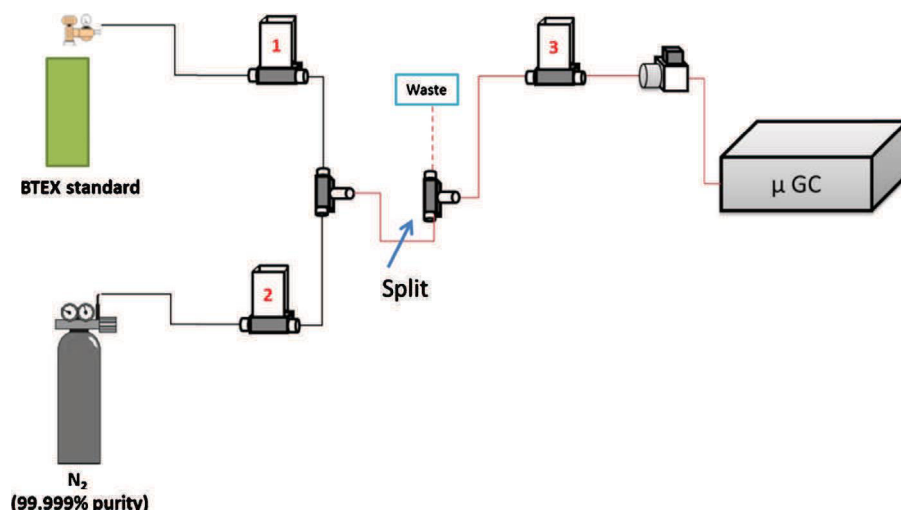 1
3
Waste
BTEX standard
μ GC
Split
2
N₂
(99.999% purity)